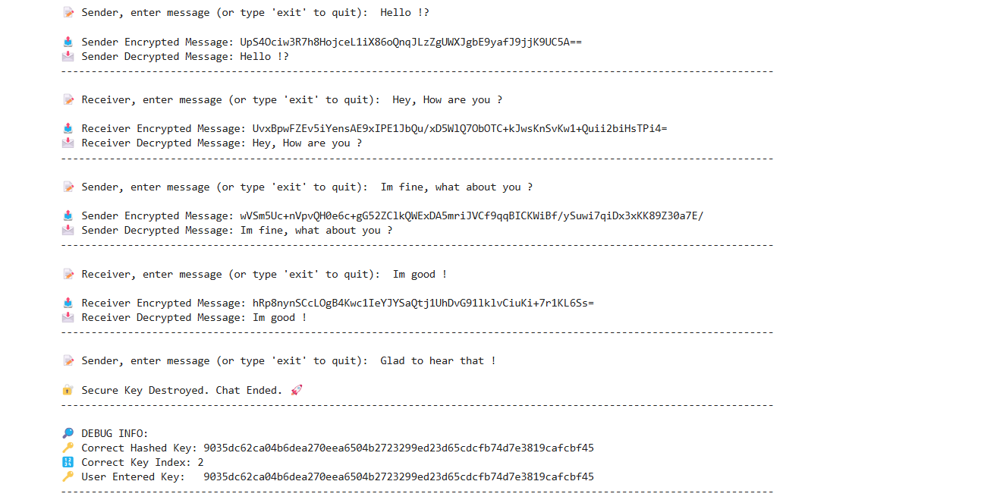 📝 Sender, enter message (or type 'exit' to quit):  Hello !?
📤 Sender Encrypted Message: UpS4Ociw3R7h8HojceL1iX86oQnqJLzZgUWXJgbE9yafJ9jjK9UC5A==
📩 Sender Decrypted Message: Hello !?
---------------------------------------------------------------------------------------------------------------------
📝 Receiver, enter message (or type 'exit' to quit):  Hey, How are you ?
📤 Receiver Encrypted Message: UvxBpwFZEv5iYensAE9xIPE1JbQu/xD5WlQ7ObOTC+kJwsKnSvKw1+Quii2biHsTPi4=
📩 Receiver Decrypted Message: Hey, How are you ?
---------------------------------------------------------------------------------------------------------------------
📝 Sender, enter message (or type 'exit' to quit):  Im fine, what about you ?
📤 Sender Encrypted Message: wVSm5Uc+nVpvQH0e6c+gG52ZClkQWExDA5mriJVCf9qqBICKWiBf/ySuwi7qiDx3xKK89Z30a7E/
📩 Sender Decrypted Message: Im fine, what about you ?
---------------------------------------------------------------------------------------------------------------------
📝 Receiver, enter message (or type 'exit' to quit):  Im good !
📤 Receiver Encrypted Message: hRp8nynSCcLOgB4Kwc1IeYJYSaQtj1UhDvG91lklvCiuKi+7r1KL6Ss=
📩 Receiver Decrypted Message: Im good !
---------------------------------------------------------------------------------------------------------------------
📝 Sender, enter message (or type 'exit' to quit):  Glad to hear that !
🔐 Secure Key Destroyed. Chat Ended. 🚀
---------------------------------------------------------------------------------------------------------------------
🔎 DEBUG INFO:
🔑 Correct Hashed Key: 9035dc62ca04b6dea270eea6504b2723299ed23d65cdcfb74d7e3819cafcbf45
🔢 Correct Key Index: 2
🔑 User Entered Key:   9035dc62ca04b6dea270eea6504b2723299ed23d65cdcfb74d7e3819cafcbf45
---------------------------------------------------------------------------------------------------------------------